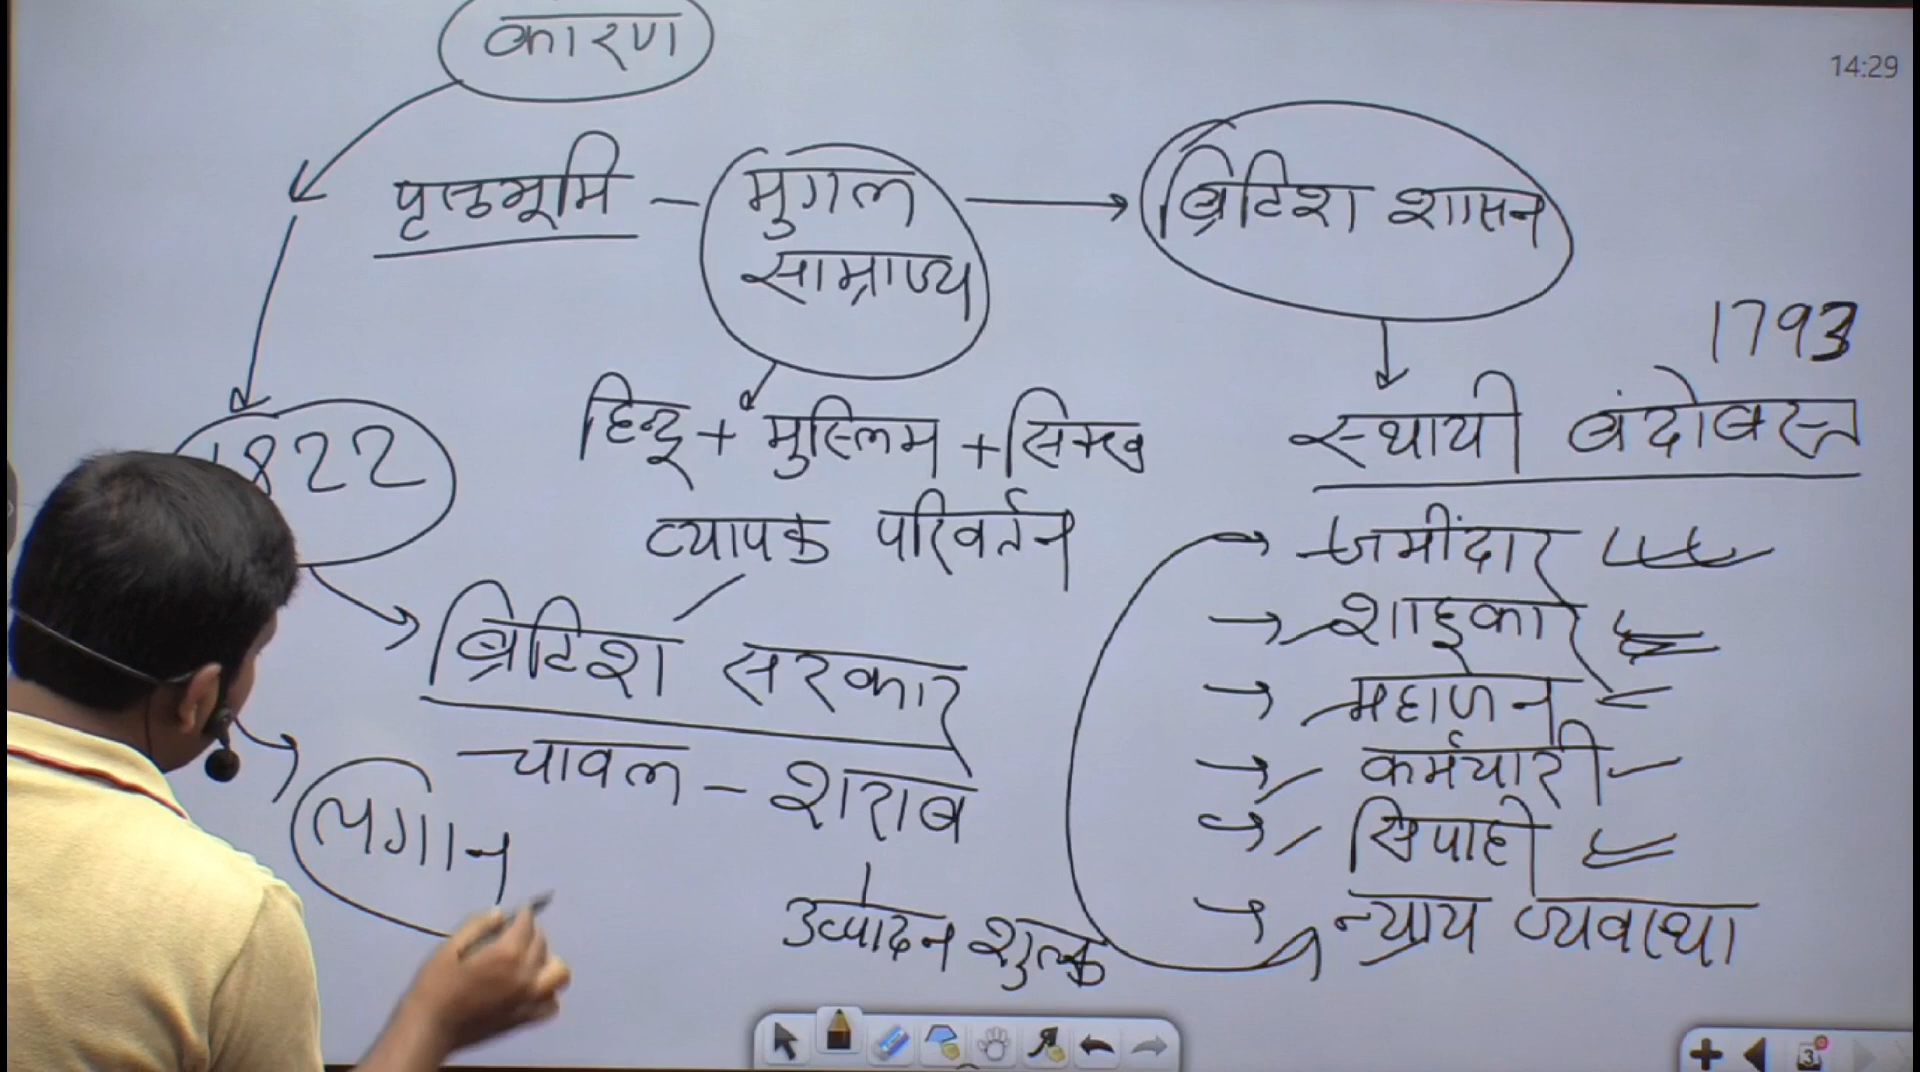 कारण
14:29
पृष्ठभूमि - मुगल साम्राज्य → ब्रिटिश शासन
1793
1822
हिन्दू + मुस्लिम + सिक्ख
स्थायी बंदोबस्त
व्यापक परिवर्तन
→ जमींदार
ब्रिटिश सरकार
→ शाहूकार
→ महाजन
चावल - शराब
→ कर्मचारी
लगान
→ सिपाही
उत्पादन शुल्क
→ न्याय व्यवस्था
3